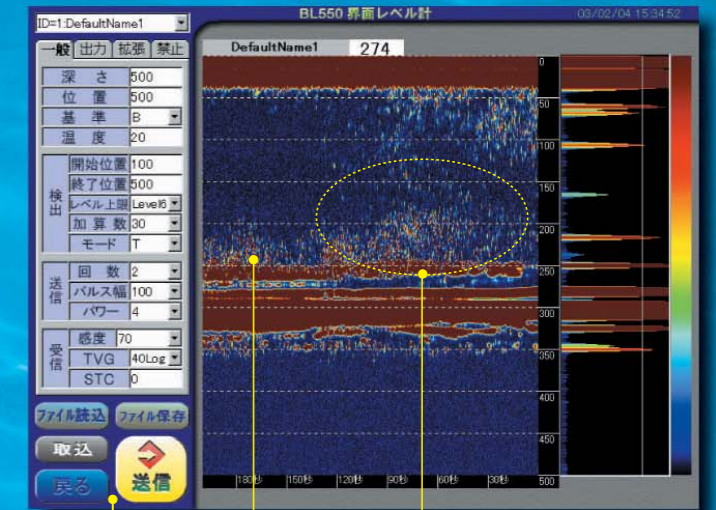 BL550 界面レベル計
03/02/04 15:34:52
ID=1:DefaultName1
一般 出力 拡張 禁止
DefaultName1 274
深さ 500
位置 500
基準 B
温度 20
検出
開始位置 100
終了位置 500
レベル上限 Level6
加算数 30
モード T
送信
回数 2
パルス幅 100
パワー 4
受信
感度 70
TVG 40Log
STC 0
ファイル読込 ファイル保存
取込
戻る
送信
0
50
100
150
200
250
300
350
400
450
500
180秒 150秒 120秒 90秒 60秒 30秒